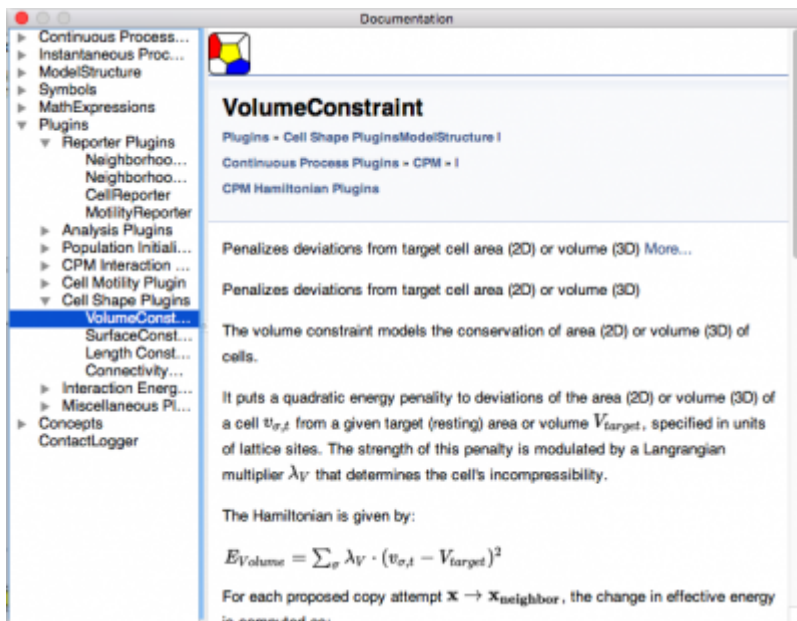 Documentation
Continuous Process...
Instantaneous Proc...
ModelStructure
Symbols
MathExpressions
Plugins
Reporter Plugins
Neighborhoo...
Neighborhoo...
CellReporter
MotilityReporter
Analysis Plugins
Population Initiali...
CPM Interaction ...
Cell Motility Plugin
Cell Shape Plugins
VolumeConst...
SurfaceConst...
Length Const...
Connectivity...
Interaction Energ...
Miscellaneous Pl...
Concepts
ContactLogger
VolumeConstraint
Plugins » Cell Shape PluginsModelStructure |
Continuous Process Plugins » CPM » |
CPM Hamiltonian Plugins
Penalizes deviations from target cell area (2D) or volume (3D) More...
Penalizes deviations from target cell area (2D) or volume (3D)
The volume constraint models the conservation of area (2D) or volume (3D) of
cells.
It puts a quadratic energy penality to deviations of the area (2D) or volume (3D) of
a cell v_{σ,t} from a given target (resting) area or volume V_{target}, specified in units
of lattice sites. The strength of this penalty is modulated by a Langrangian
multiplier λ_V that determines the cell's incompressibility.
The Hamiltonian is given by:
E_{Volume} = ∑_σ λ_V · (v_{σ,t} − V_{target})²
For each proposed copy attempt x → x_{neighbor}, the change in effective energy
is computed as: